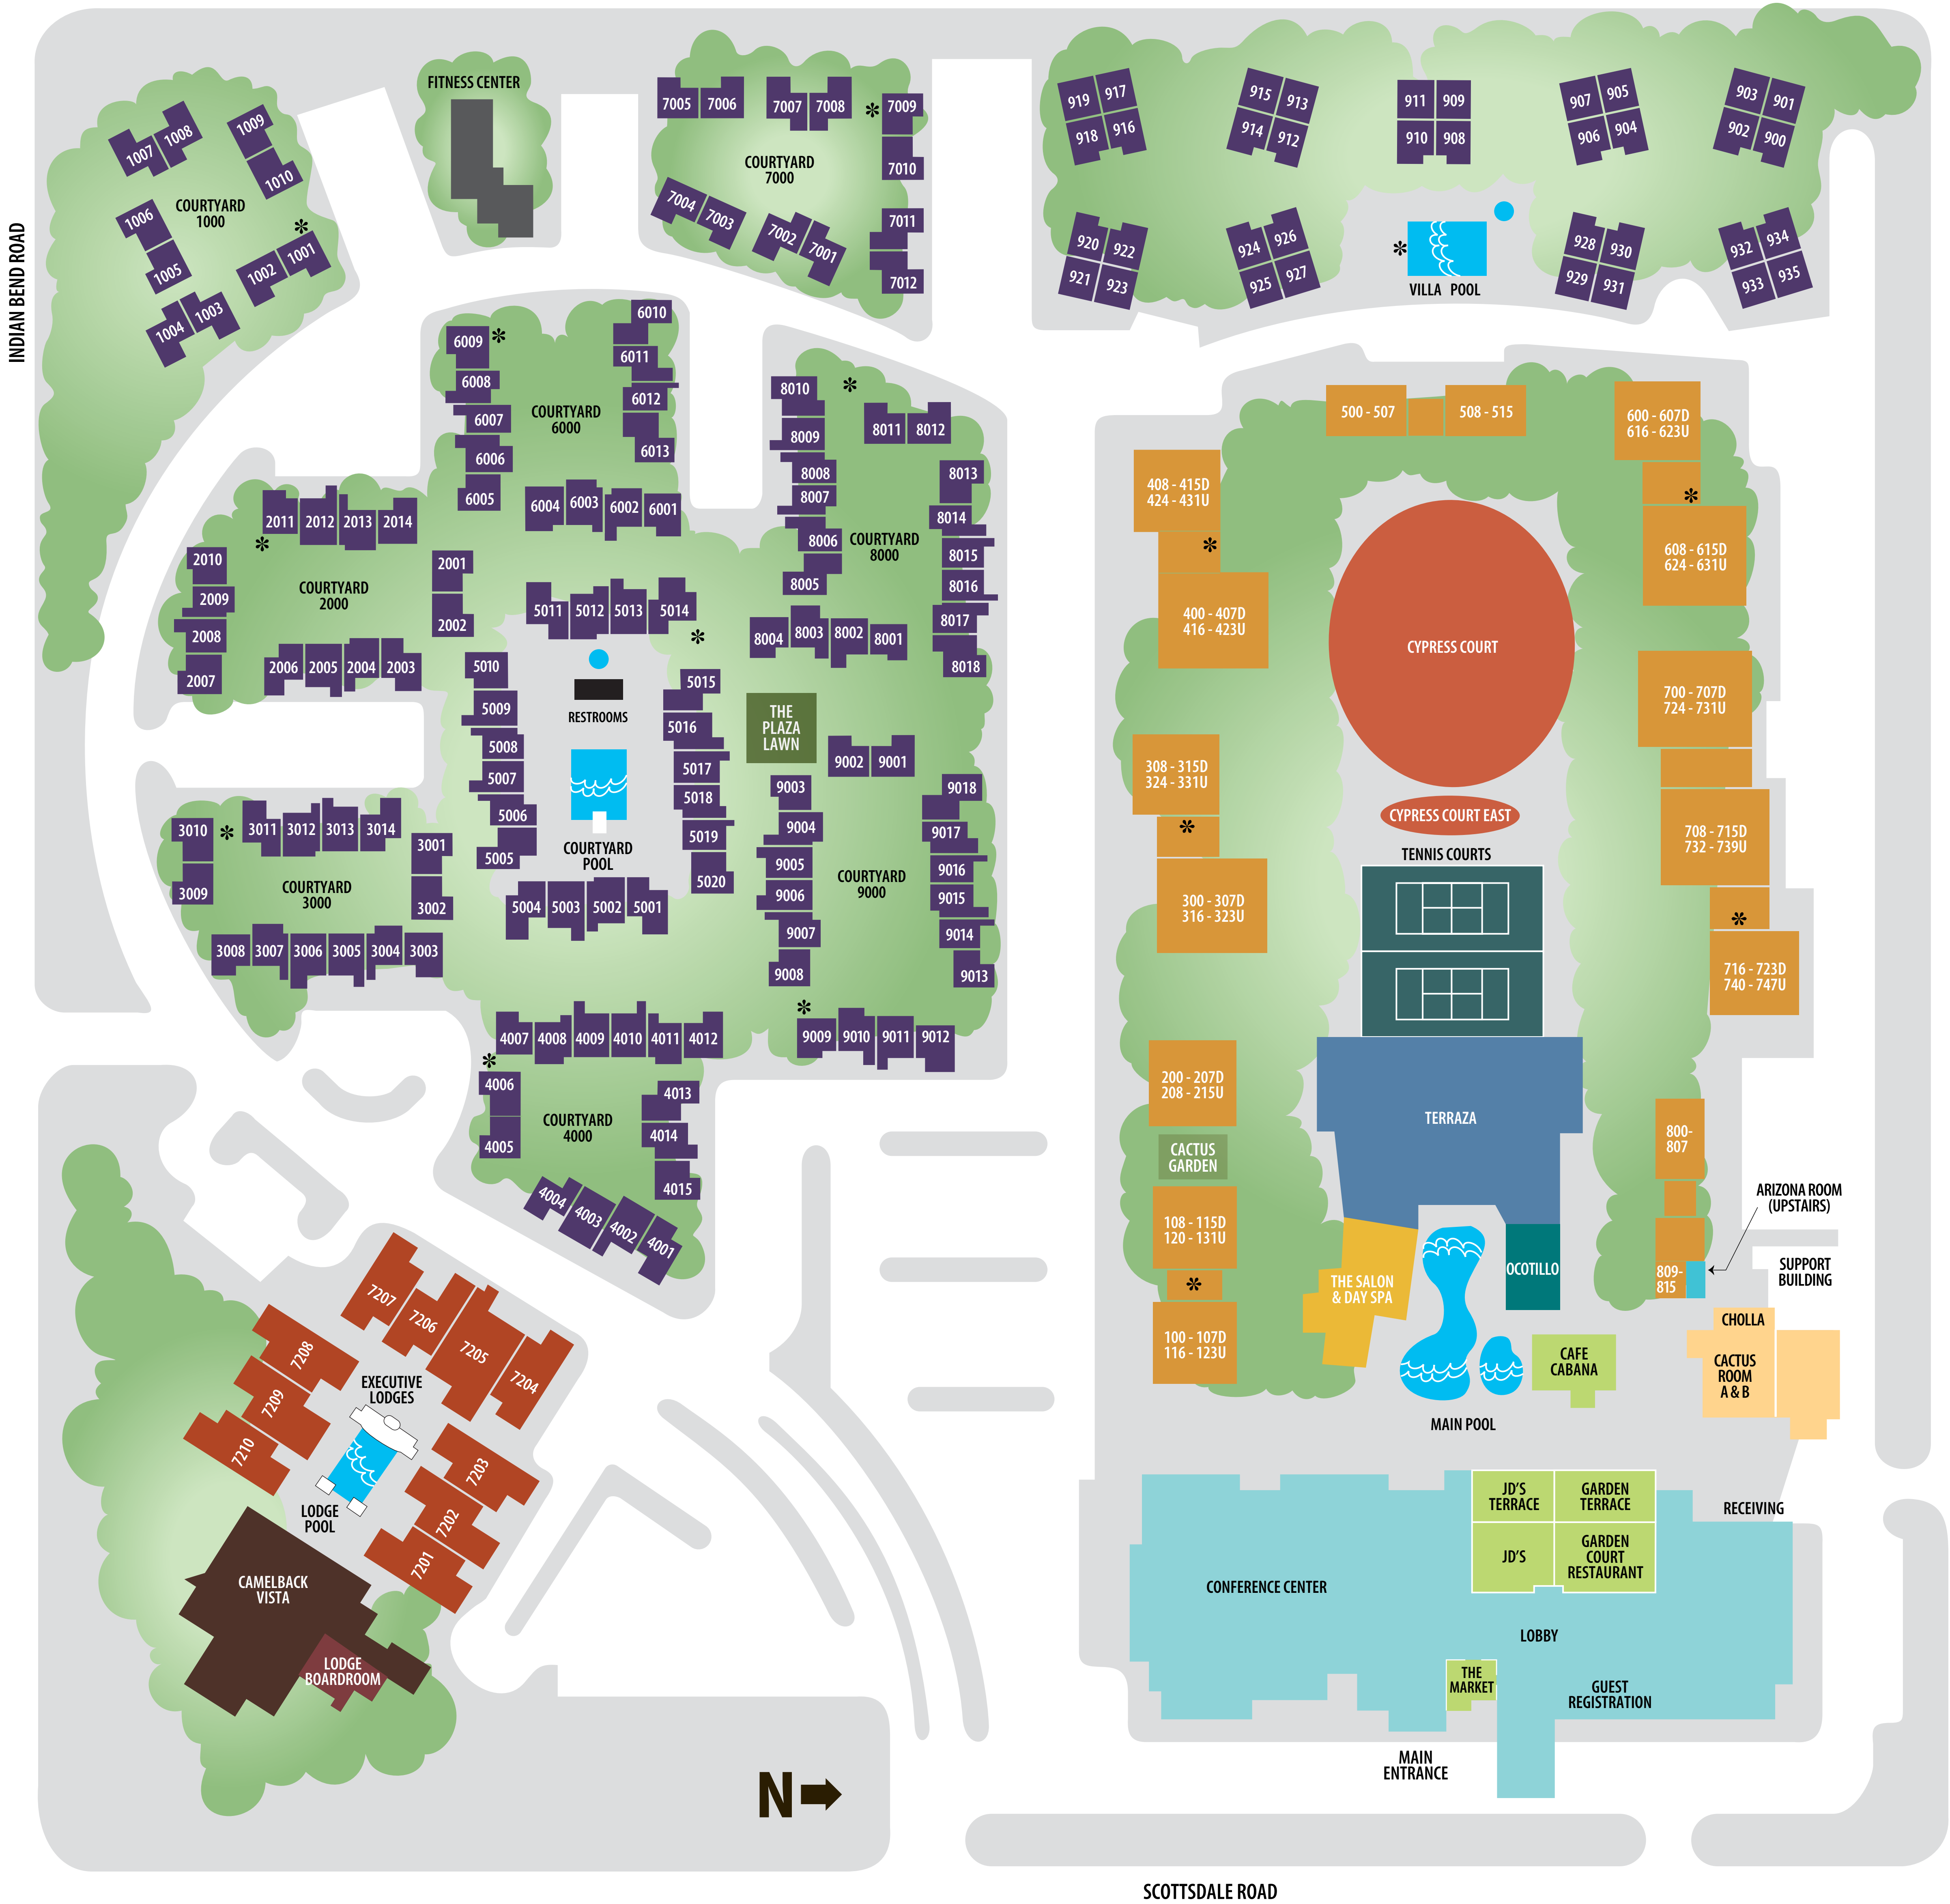 INDIAN BEND ROAD
1007
1008
1009
1010
COURTYARD
1000
1006
1005
1004
1003
1002
1001
*
FITNESS CENTER
7005
7006
7007
7008
*
7009
7010
COURTYARD
7000
7004
7003
7002
7001
7011
7012
919
917
918
916
915
913
914
912
911
909
910
908
907
905
906
904
903
901
902
900
920
922
921
923
924
926
925
927
*
VILLA POOL
928
930
929
931
932
934
933
935
6009
*
6008
6007
6006
6005
COURTYARD
6000
6010
6011
6012
6013
6004
6003
6002
6001
2011
2012
2013
2014
*
2010
2009
2008
2007
COURTYARD
2000
2001
2002
2006
2005
2004
2003
8010
*
8009
8008
8007
8006
8005
8011
8012
COURTYARD
8000
8013
8014
8015
8016
8017
8018
8004
8003
8002
8001
5011
5012
5013
5014
*
5010
5009
5008
5007
5006
5005
RESTROOMS
COURTYARD
POOL
5015
5016
5017
5018
5019
5020
5004
5003
5002
5001
THE
PLAZA
LAWN
9002
9001
9003
9004
9005
9006
9007
9008
COURTYARD
9000
9018
9017
9016
9015
9014
9013
*
9009
9010
9011
9012
3010
*
3009
3011
3012
3013
3014
COURTYARD
3000
3001
3002
3008
3007
3006
3005
3004
3003
4007
4008
4009
4010
4011
4012
*
4006
4005
COURTYARD
4000
4013
4014
4015
4004
4003
4002
4001
500 - 507
508 - 515
600 - 607D
616 - 623U
*
608 - 615D
624 - 631U
408 - 415D
424 - 431U
*
400 - 407D
416 - 423U
CYPRESS COURT
700 - 707D
724 - 731U
308 - 315D
324 - 331U
*
300 - 307D
316 - 323U
CYPRESS COURT EAST
TENNIS COURTS
708 - 715D
732 - 739U
*
716 - 723D
740 - 747U
200 - 207D
208 - 215U
CACTUS
GARDEN
TERRAZA
800-
807
108 - 115D
120 - 131U
*
100 - 107D
116 - 123U
ARIZONA ROOM
(UPSTAIRS)
809-
815
SUPPORT
BUILDING
THE SALON
& DAY SPA
OCOTILLO
CHOLLA
CACTUS
ROOM
A & B
CAFE
CABANA
MAIN POOL
7207
7206
7205
7204
7208
7209
7210
EXECUTIVE
LODGES
7203
7202
7201
LODGE
POOL
CAMELBACK
VISTA
LODGE
BOARDROOM
JD'S
TERRACE
GARDEN
TERRACE
RECEIVING
JD'S
GARDEN
COURT
RESTAURANT
CONFERENCE CENTER
LOBBY
THE
MARKET
GUEST
REGISTRATION
MAIN
ENTRANCE
N
SCOTTSDALE ROAD